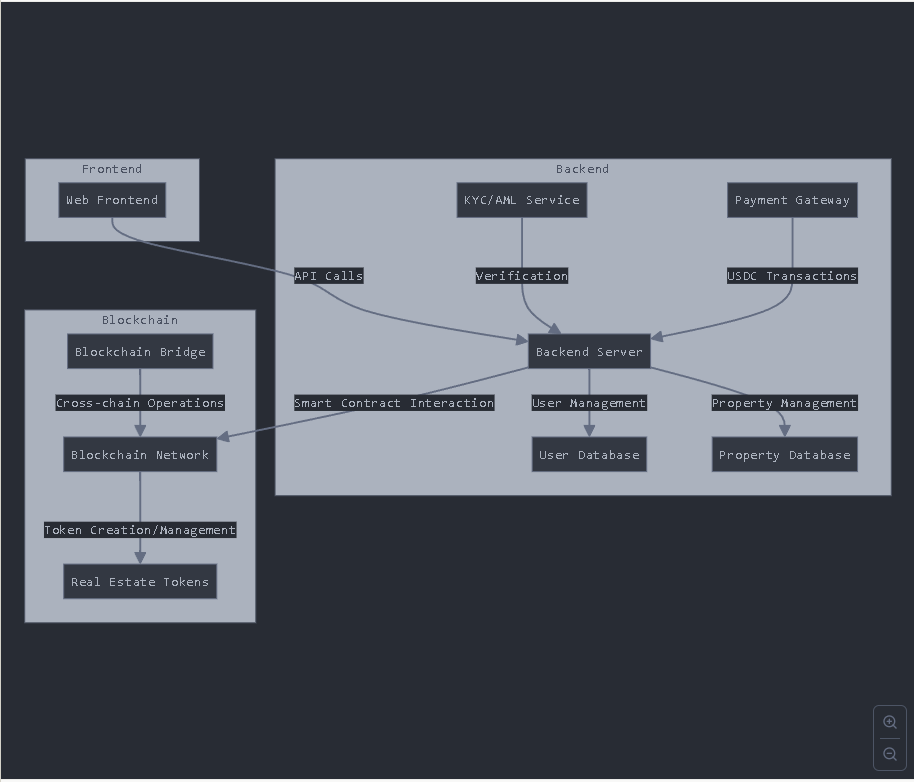 Frontend
Web Frontend
Backend
KYC/AML Service
Payment Gateway
API Calls
Verification
USDC Transactions
Backend Server
Smart Contract Interaction
User Management
Property Management
User Database
Property Database
Blockchain
Blockchain Bridge
Cross-chain Operations
Blockchain Network
Token Creation/Management
Real Estate Tokens